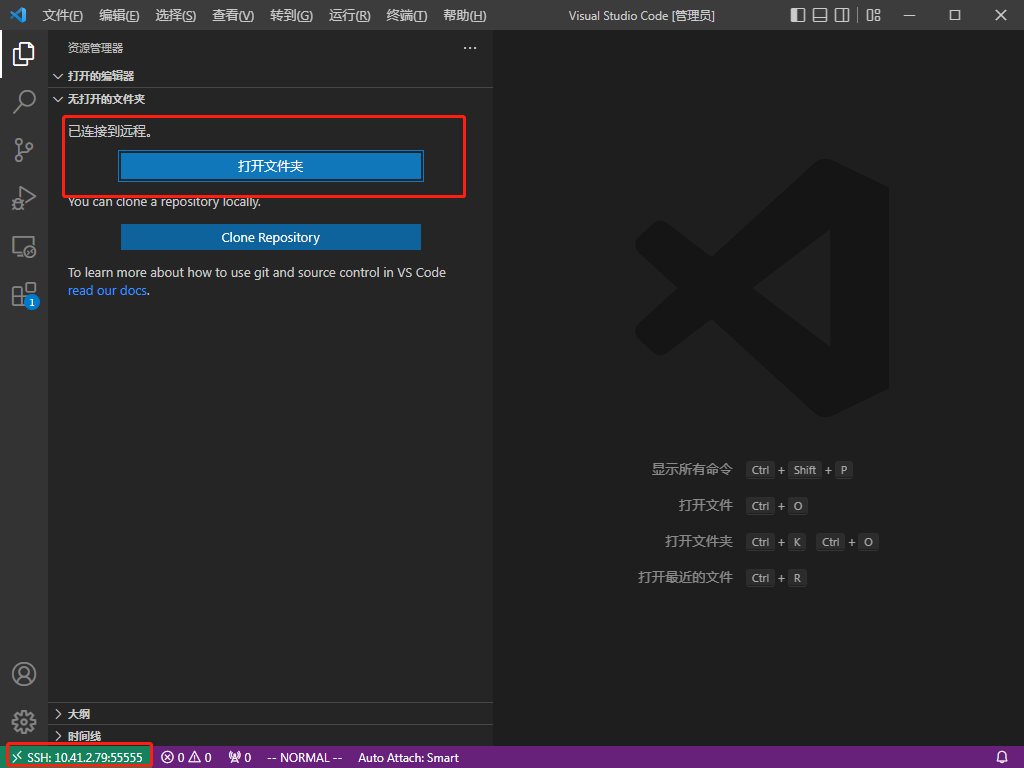 文件(F) 编辑(E) 选择(S) 查看(V) 转到(G) 运行(R) 终端(T) 帮助(H) Visual Studio Code [管理员]
资源管理器
打开的编辑器
无打开的文件夹
已连接到远程。
打开文件夹
You can clone a repository locally.
Clone Repository
To learn more about how to use git and source control in VS Code
read our docs.
1
显示所有命令 Ctrl + Shift + P
打开文件 Ctrl + O
打开文件夹 Ctrl + K Ctrl + O
打开最近的文件 Ctrl + R
大纲
时间线
SSH: 10.41.2.79:55555 0 0 0 -- NORMAL -- Auto Attach: Smart